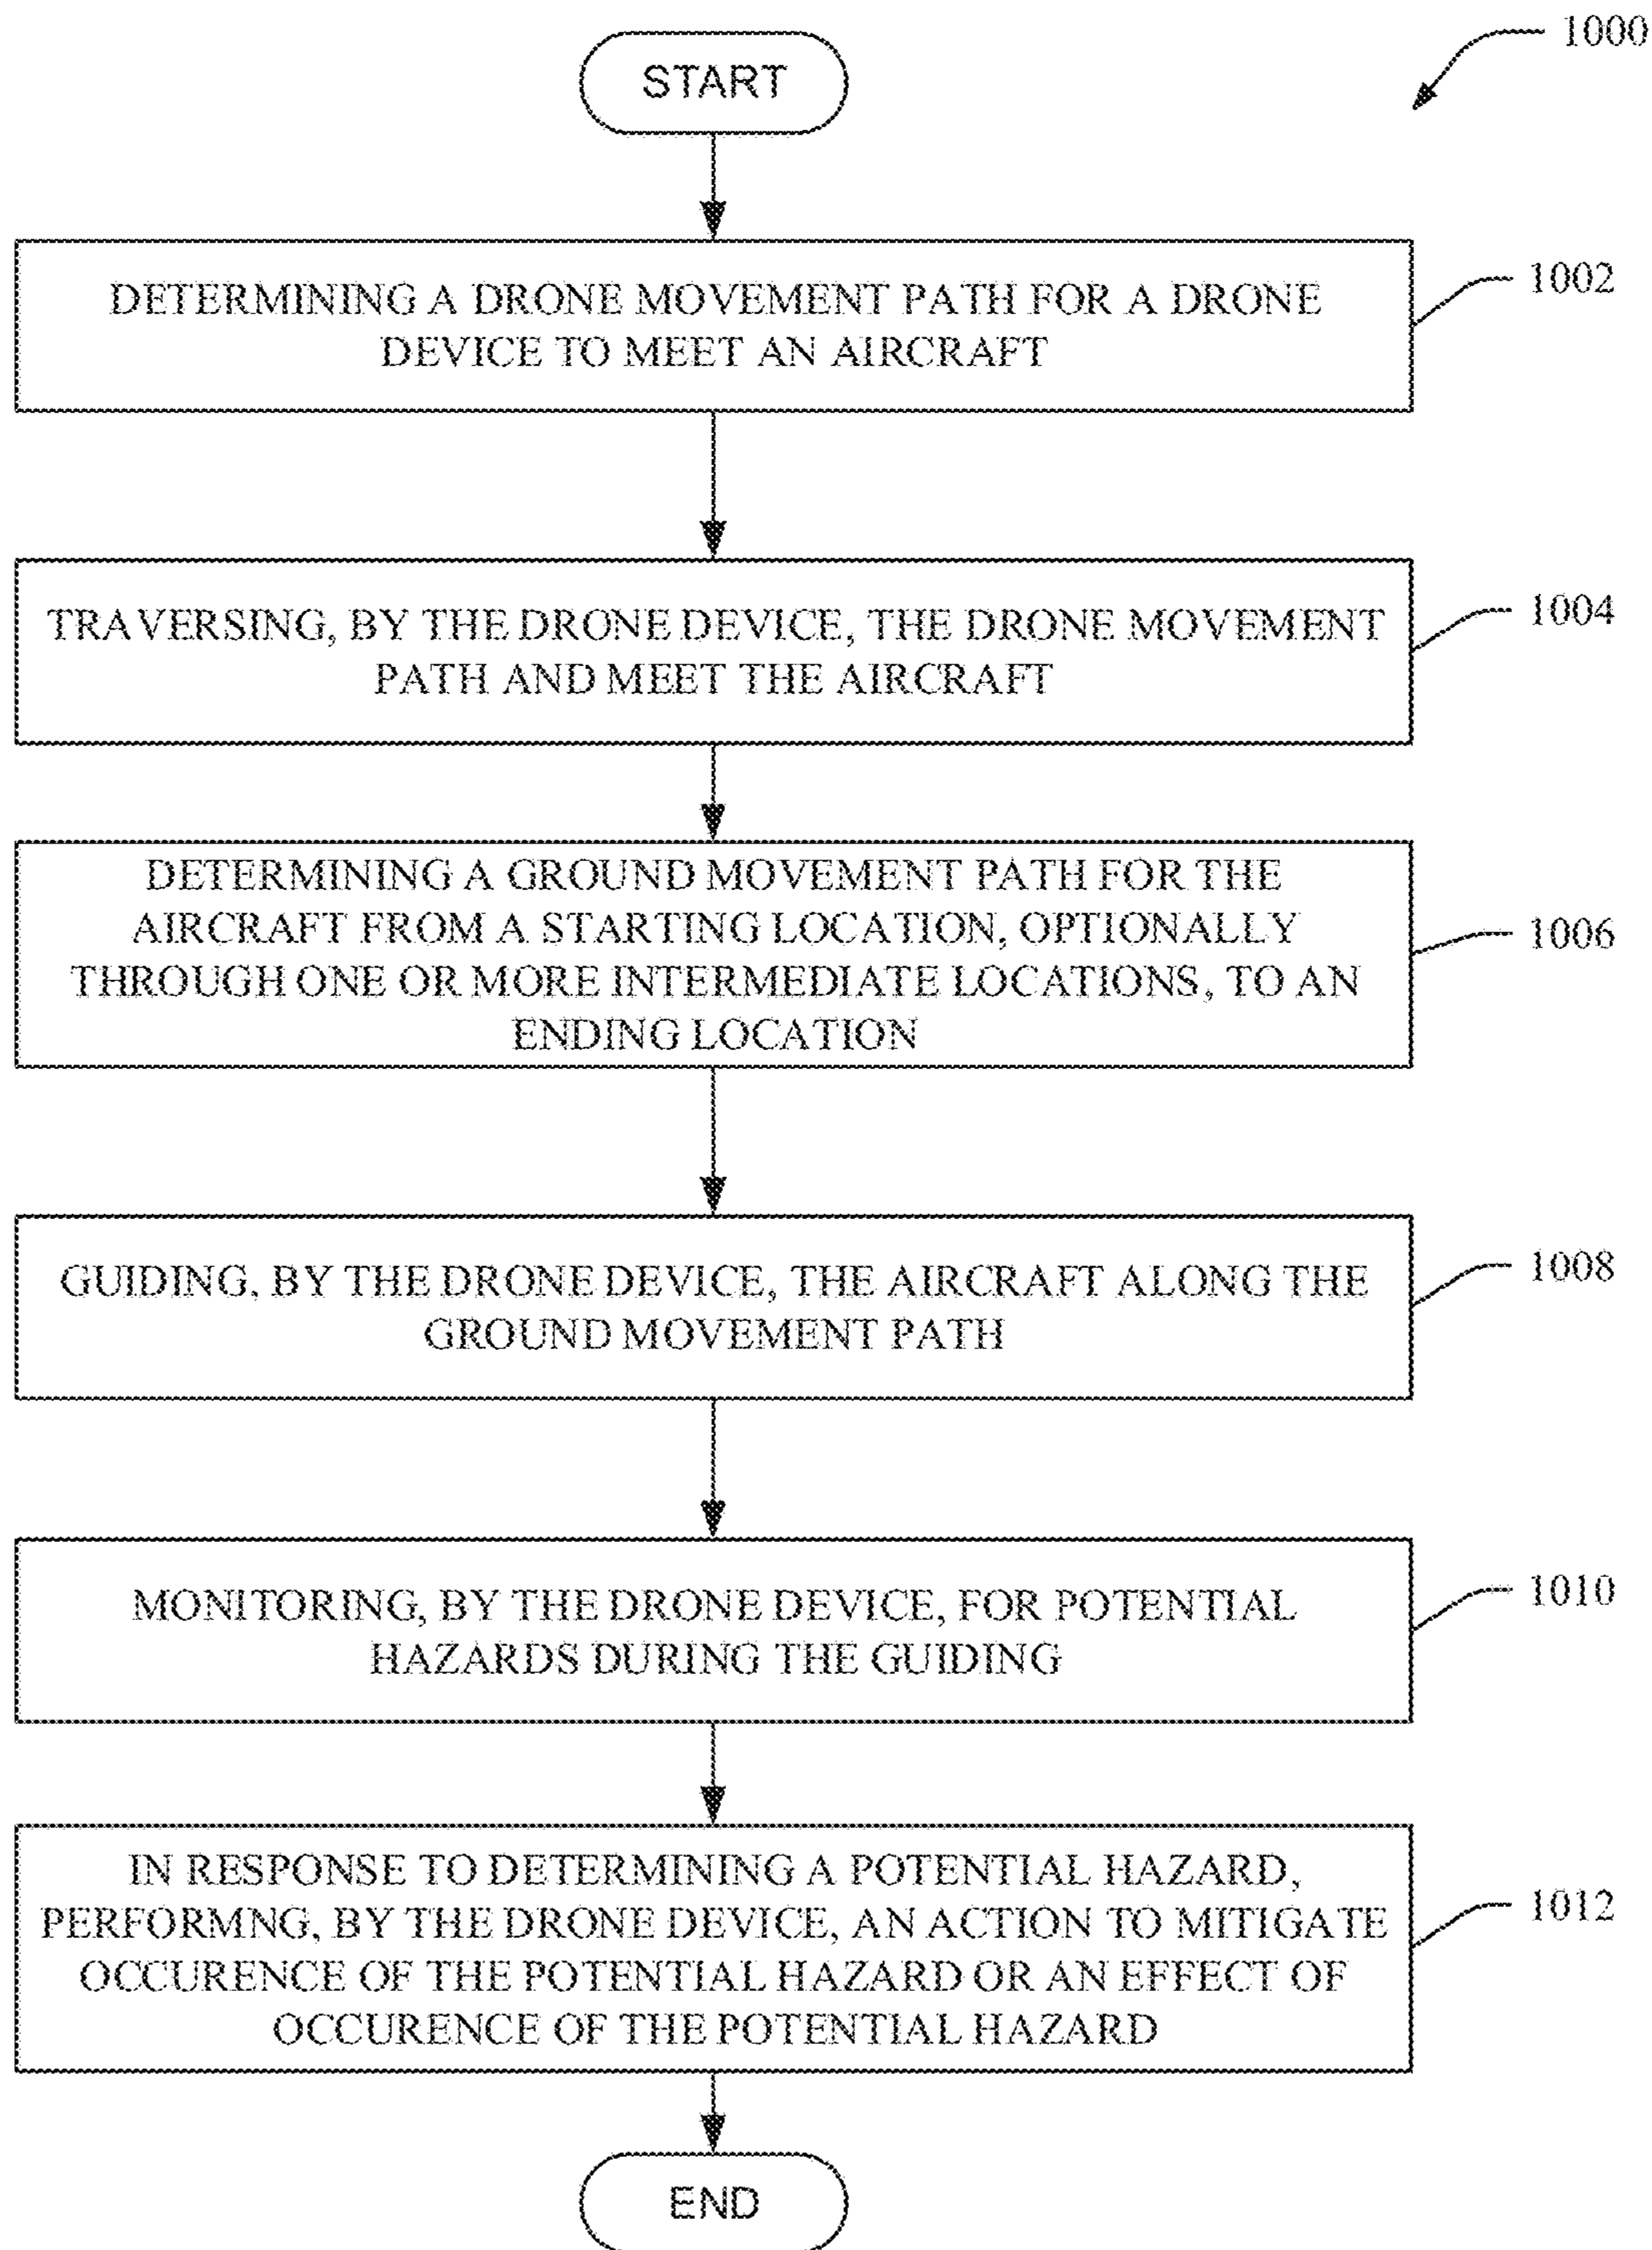 1000
START
DETERMINING A DRONE MOVEMENT PATH FOR A DRONE
DEVICE TO MEET AN AIRCRAFT
1002
TRAVERSING, BY THE DRONE DEVICE, THE DRONE MOVEMENT
PATH AND MEET THE AIRCRAFT
1004
DETERMINING A GROUND MOVEMENT PATH FOR THE
AIRCRAFT FROM A STARTING LOCATION, OPTIONALLY
THROUGH ONE OR MORE INTERMEDIATE LOCATIONS, TO AN
ENDING LOCATION
1006
GUIDING, BY THE DRONE DEVICE, THE AIRCRAFT ALONG THE
GROUND MOVEMENT PATH
1008
MONITORING, BY THE DRONE DEVICE, FOR POTENTIAL
HAZARDS DURING THE GUIDING
1010
IN RESPONSE TO DETERMINING A POTENTIAL HAZARD,
PERFORMNG, BY THE DRONE DEVICE, AN ACTION TO MITIGATE
OCCURENCE OF THE POTENTIAL HAZARD OR AN EFFECT OF
OCCURENCE OF THE POTENTIAL HAZARD
1012
END